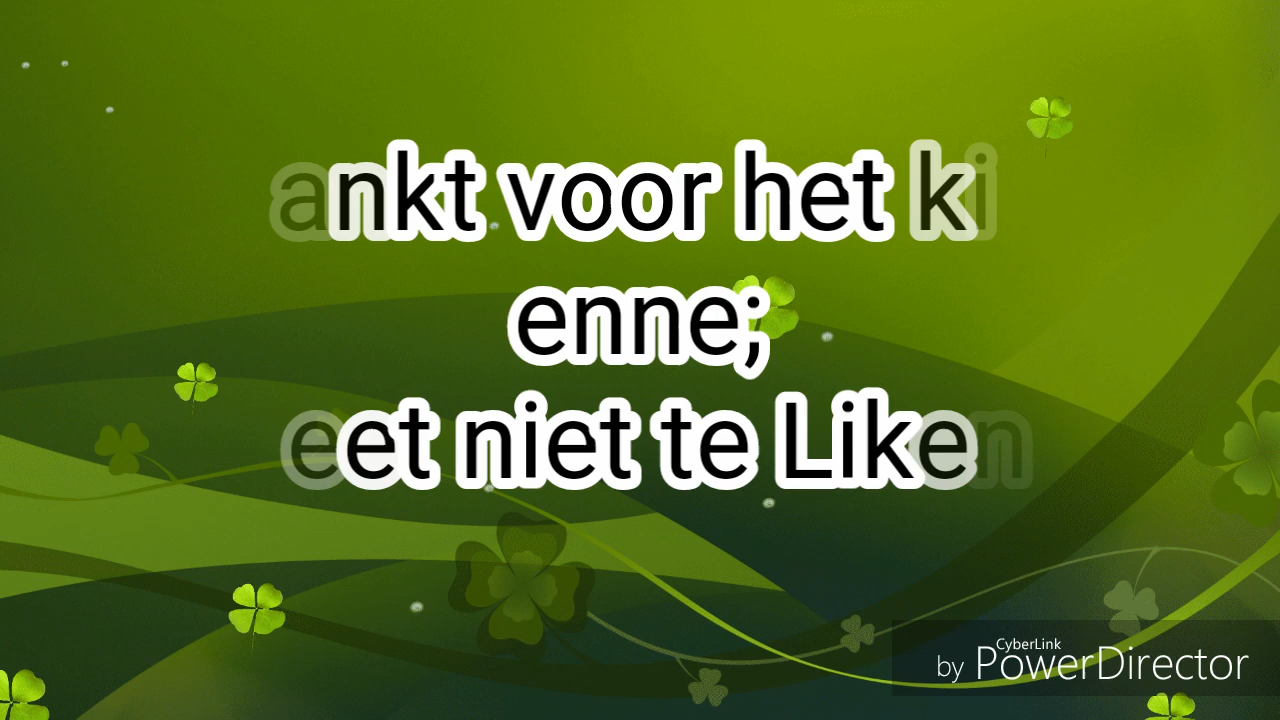 ankt voor het ki
enne;
eet niet te Liken
CyberLink
by PowerDirector